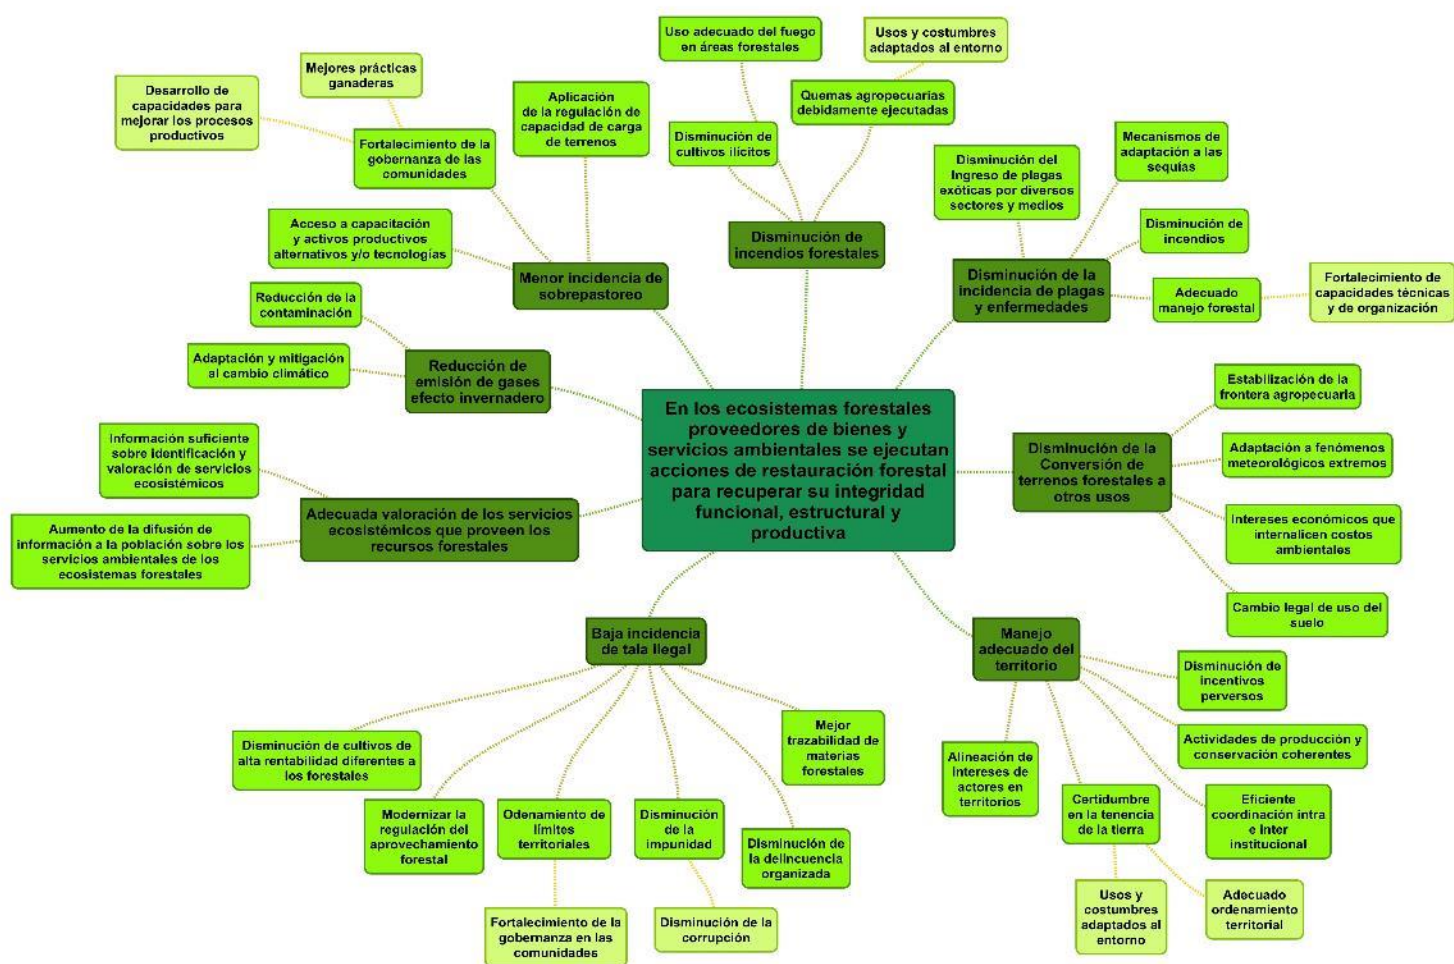 Uso adecuado del fuego
en áreas forestales
Usos y costumbres
adaptados al entorno
Mejores prácticas
ganaderas
Desarrollo de
capacidades para
mejorar los procesos
productivos
Fortalecimiento de la
gobernanza de las
comunidades
Aplicación
de la regulación de
capacidad de carga
de terrenos
Disminución de
cultivos ilícitos
Quemas agropecuarias
debidamente ejecutadas
Disminución del
Ingreso de plagas
exóticas por diversos
sectores y medios
Mecanismos de
adaptación a las
sequías
Acceso a capacitación
y activos productivos
alternativos y/o tecnologías
Menor incidencia de
sobrepastoreo
Disminución de
incendios forestales
Disminución de la
incidencia de plagas
y enfermedades
Disminución de
incendios
Adecuado
manejo forestal
Fortalecimiento de
capacidades técnicas
y de organización
Reducción de la
contaminación
Adaptación y mitigación
al cambio climático
Reducción de
emisión de gases
efecto invernadero
En los ecosistemas forestales
proveedores de bienes y
servicios ambientales se ejecutan
acciones de restauración forestal
para recuperar su integridad
funcional, estructural y
productiva
Estabilización de la
frontera agropecuaria
Disminución de la
Conversión de
terrenos forestales a
otros usos
Adaptación a fenómenos
meteorológicos extremos
Intereses económicos que
internalicen costos
ambientales
Cambio legal de uso del
suelo
Información suficiente
sobre identificación y
valoración de servicios
ecosistémicos
Adecuada valoración de los servicios
ecosistémicos que proveen los
recursos forestales
Aumento de la difusión de
información a la población sobre los
servicios ambientales de los
ecosistemas forestales
Baja incidencia
de tala ilegal
Manejo
adecuado del
territorio
Disminución de
incentivos
perversos
Disminución de cultivos de
alta rentabilidad diferentes a
los forestales
Mejor
trazabilidad de
materias
forestales
Alineación de
Intereses de
actores en
territorios
Actividades de producción y
conservación coherentes
Modernizar la
regulación del
aprovechamiento
forestal
Odenamiento de
límites
territoriales
Disminución
de la
impunidad
Disminución de
la delincuencia
organizada
Certidumbre
en la tenencia
de la tierra
Eficiente
coordinación intra
e inter
institucional
Fortalecimiento de la
gobernanza en las
comunidades
Disminución de la
corrupción
Usos y
costumbres
adaptados al
entorno
Adecuado
ordenamiento
territorial